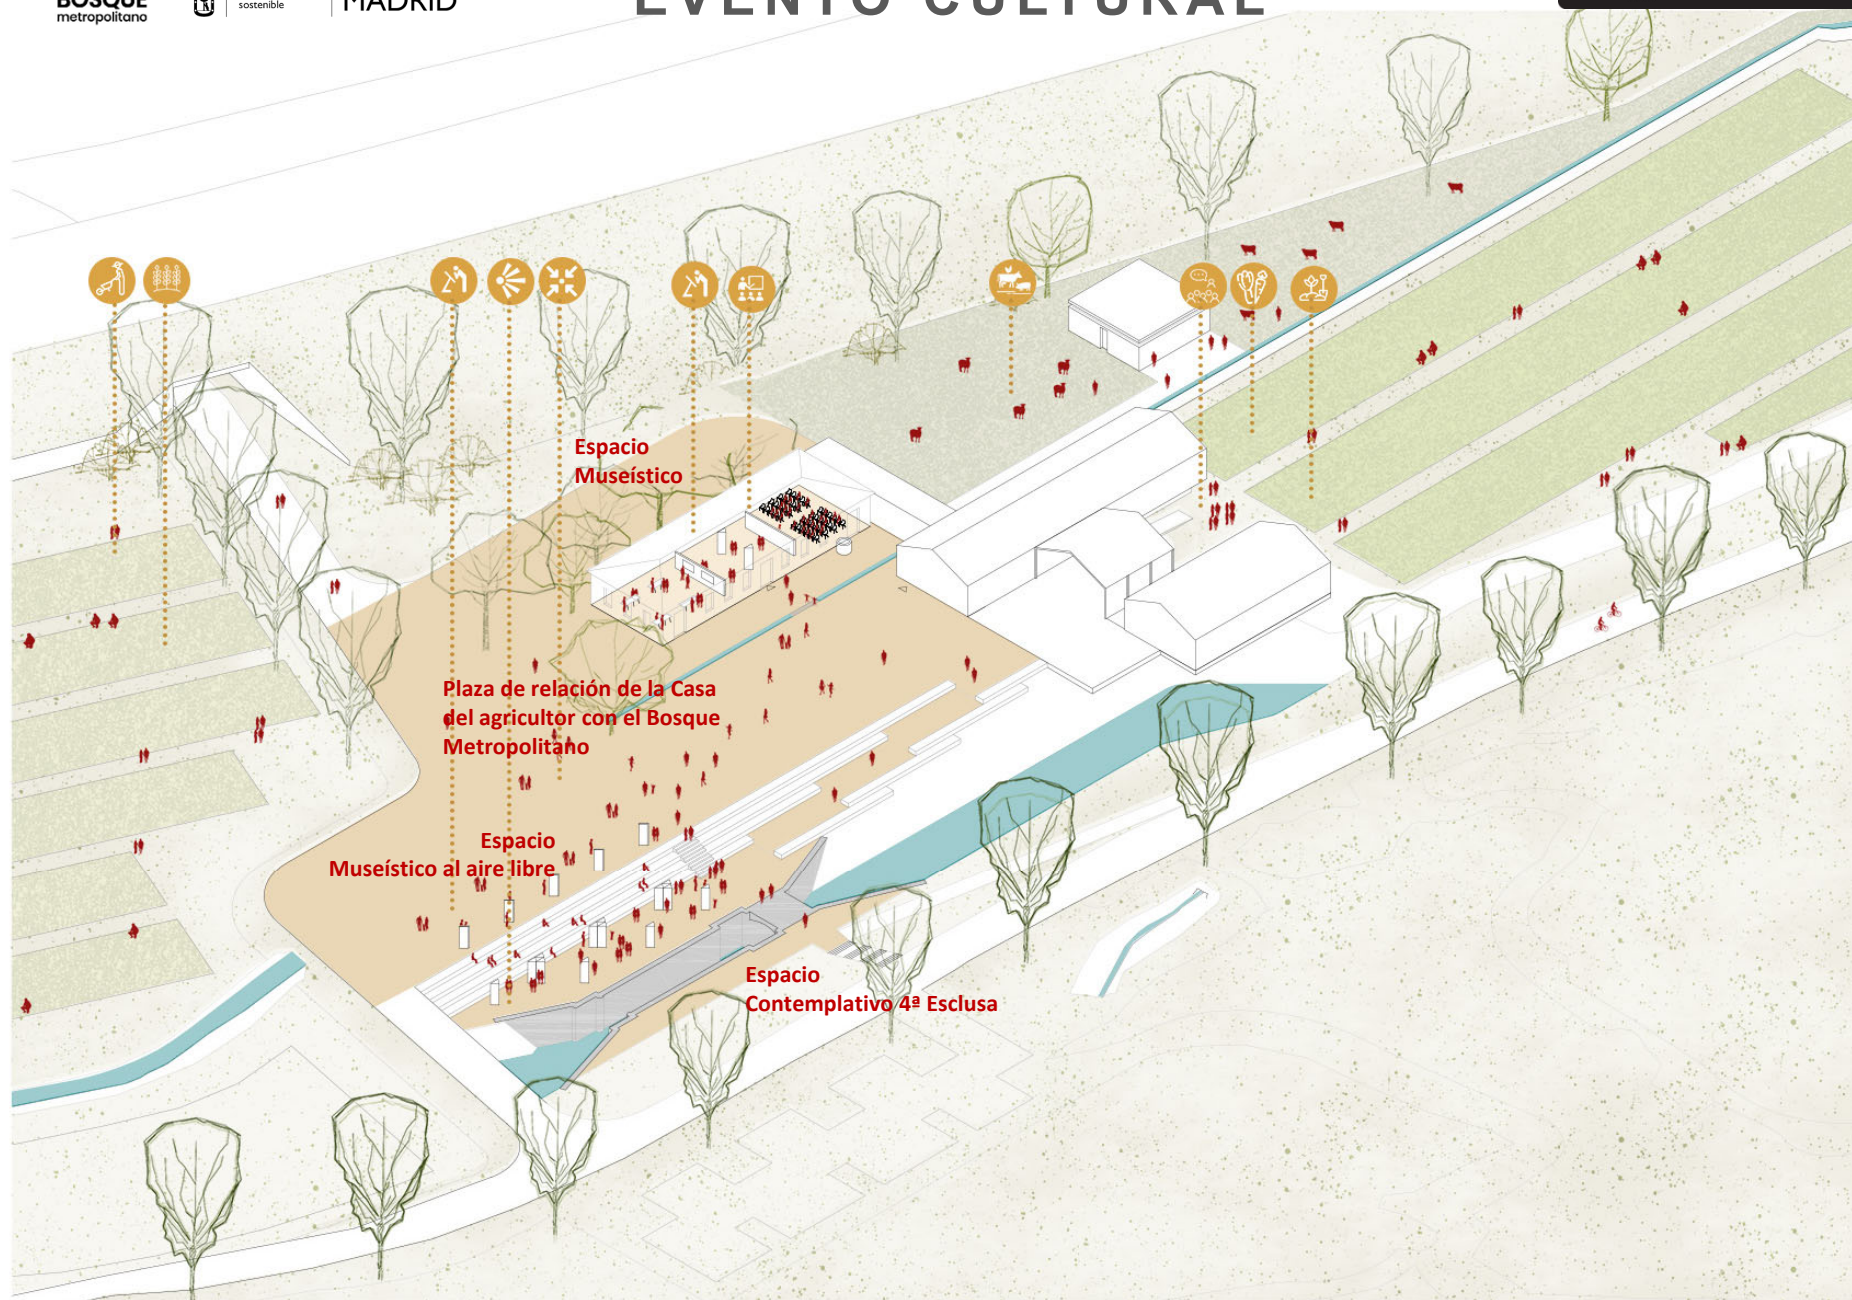 BOSQUE
metropolitano
sostenible
MADRID
EVENTO CULTURAL
Espacio
Museístico
Plaza de relación de la Casa
del agricultor con el Bosque
Metropolitano
Espacio
Museístico al aire libre
Espacio
Contemplativo 4ª Esclusa